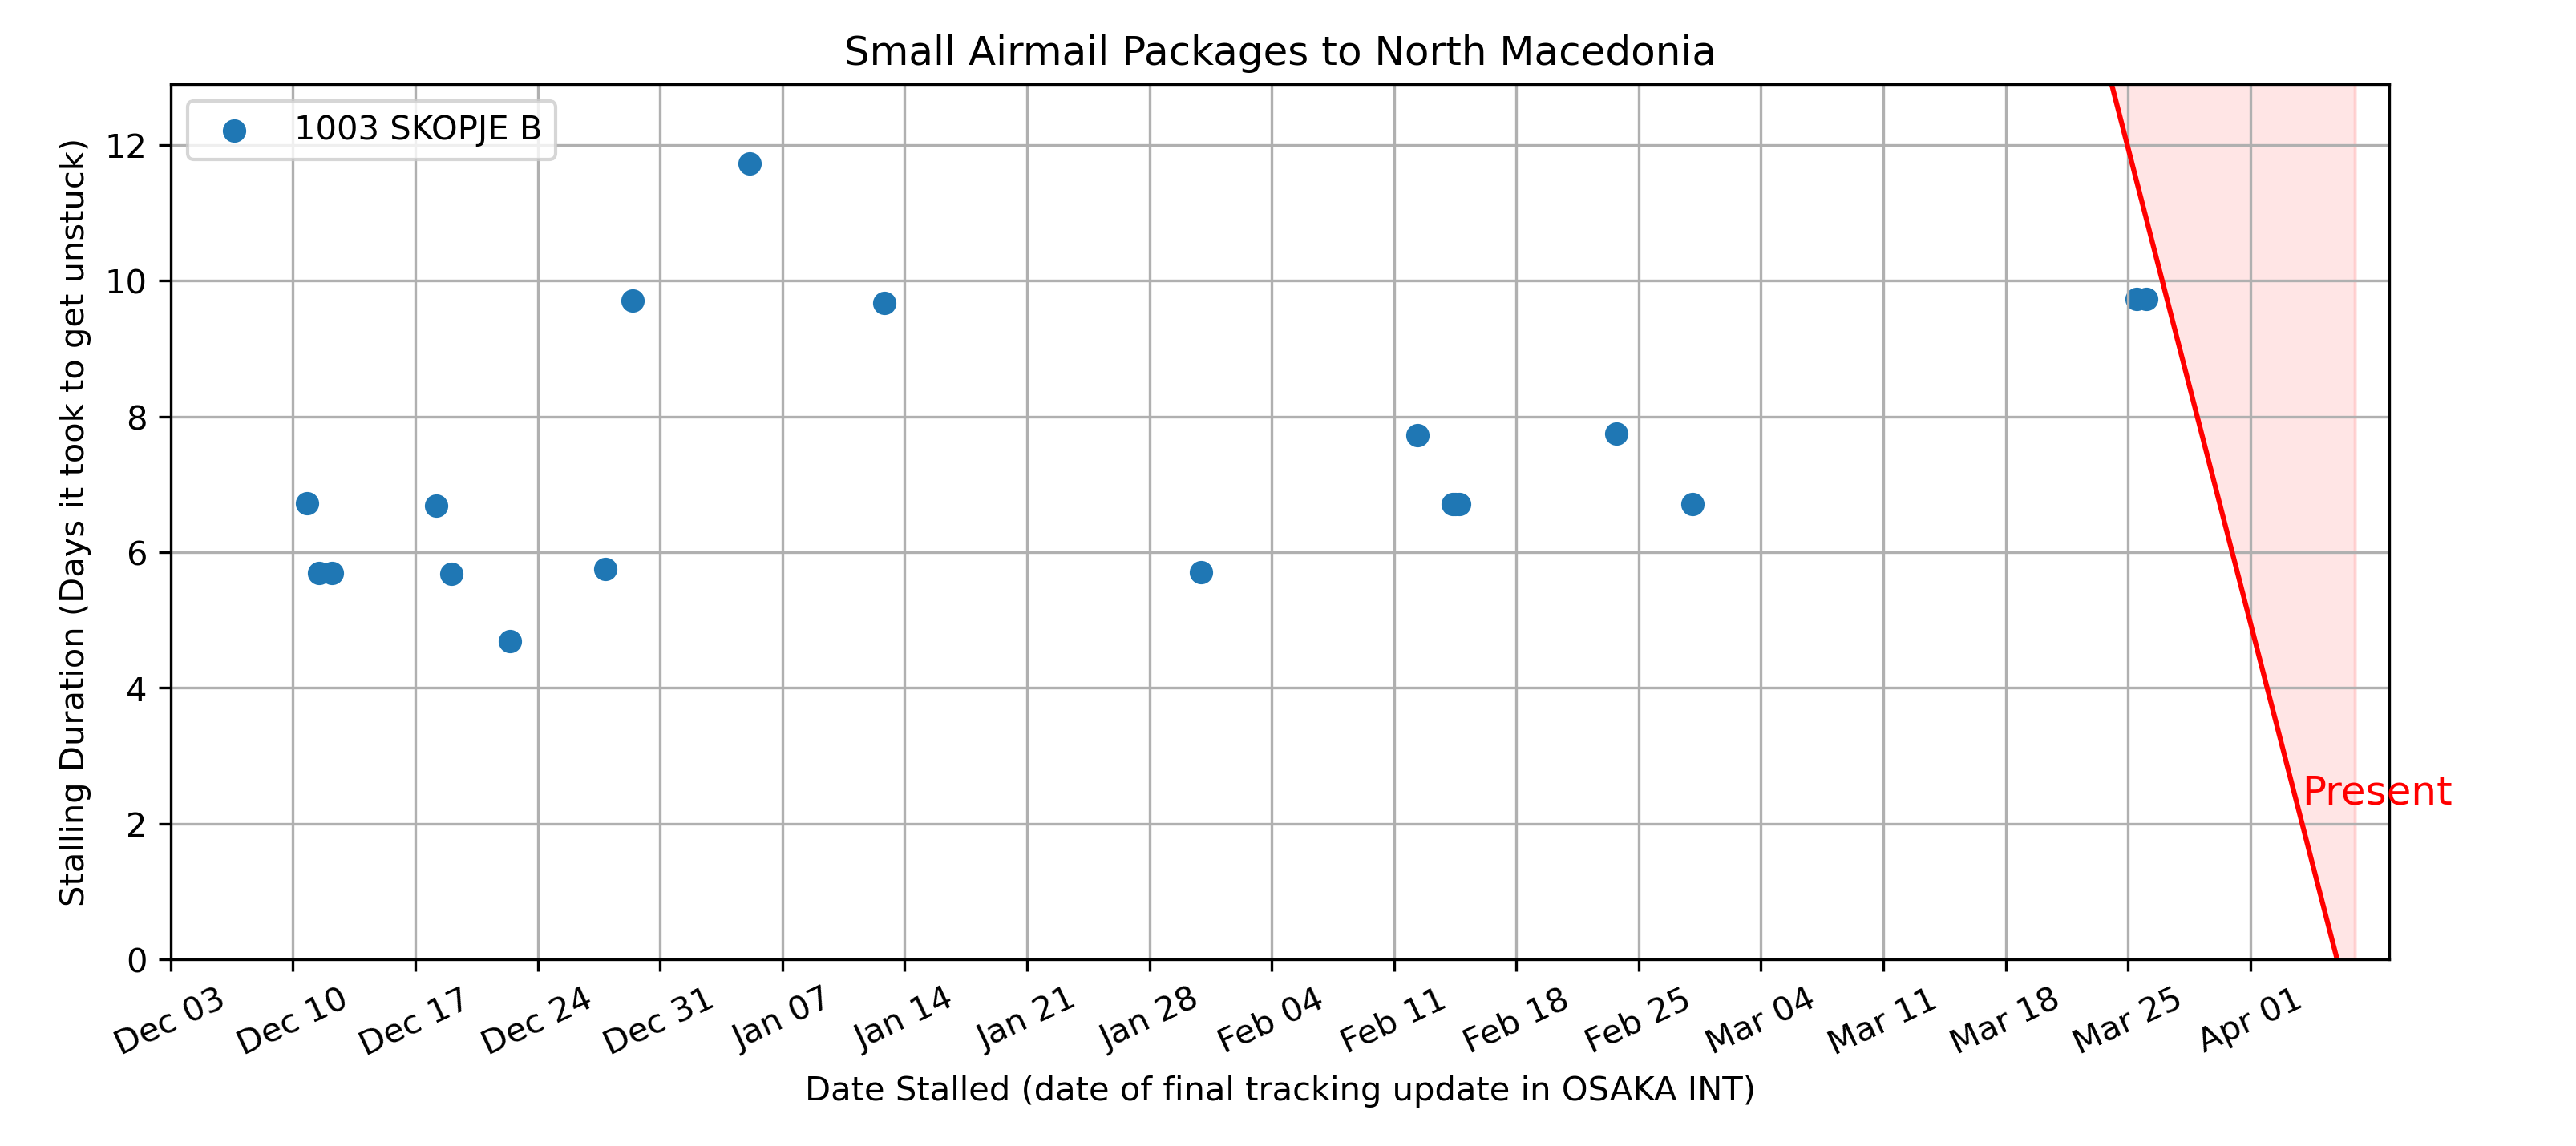 Small Airmail Packages to North Macedonia
1003 SKOPJE B
Stalling Duration (Days it took to get unstuck)
12
10
8
6
4
2
0
Present
Dec 03
Dec 10
Dec 17
Dec 24
Dec 31
Jan 07
Jan 14
Jan 21
Jan 28
Feb 04
Feb 11
Feb 18
Feb 25
Mar 04
Mar 11
Mar 18
Mar 25
Apr 01
Date Stalled (date of final tracking update in OSAKA INT)